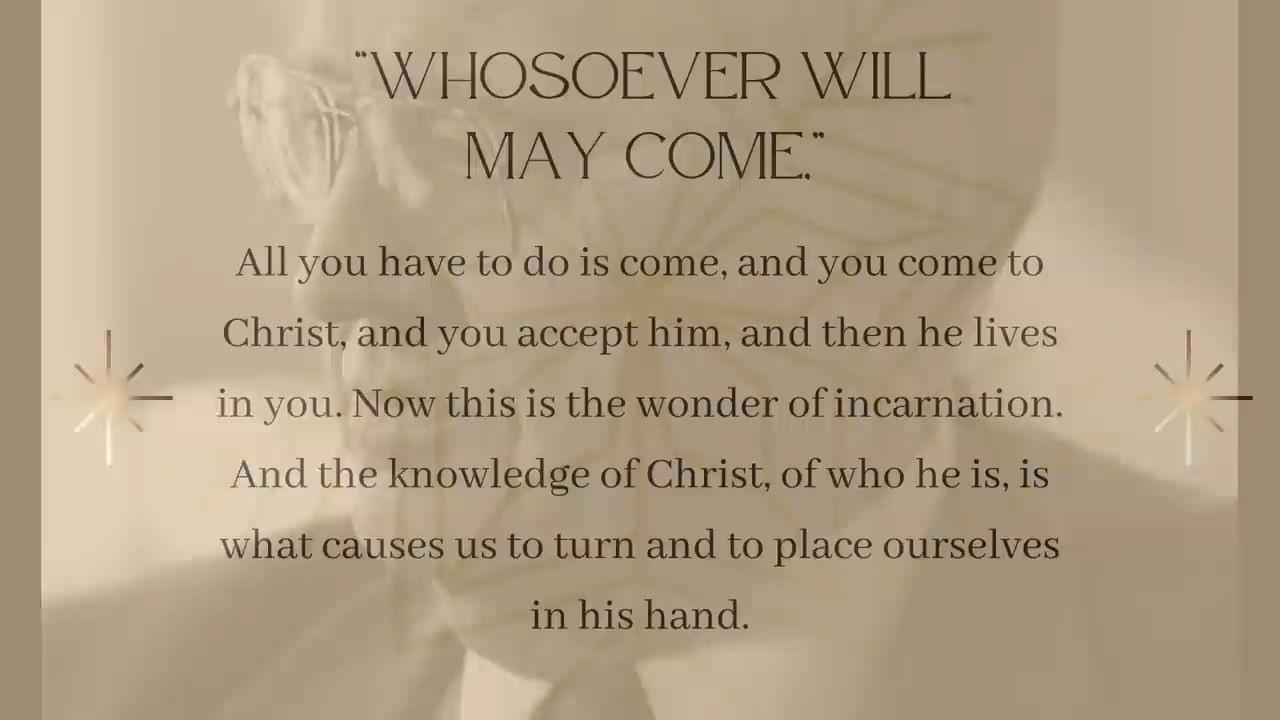 "WHOSOEVER WILL
MAY COME."
All you have to do is come, and you come to
Christ, and you accept him, and then he lives
in you. Now this is the wonder of incarnation.
And the knowledge of Christ, of who he is, is
what causes us to turn and to place ourselves
in his hand.